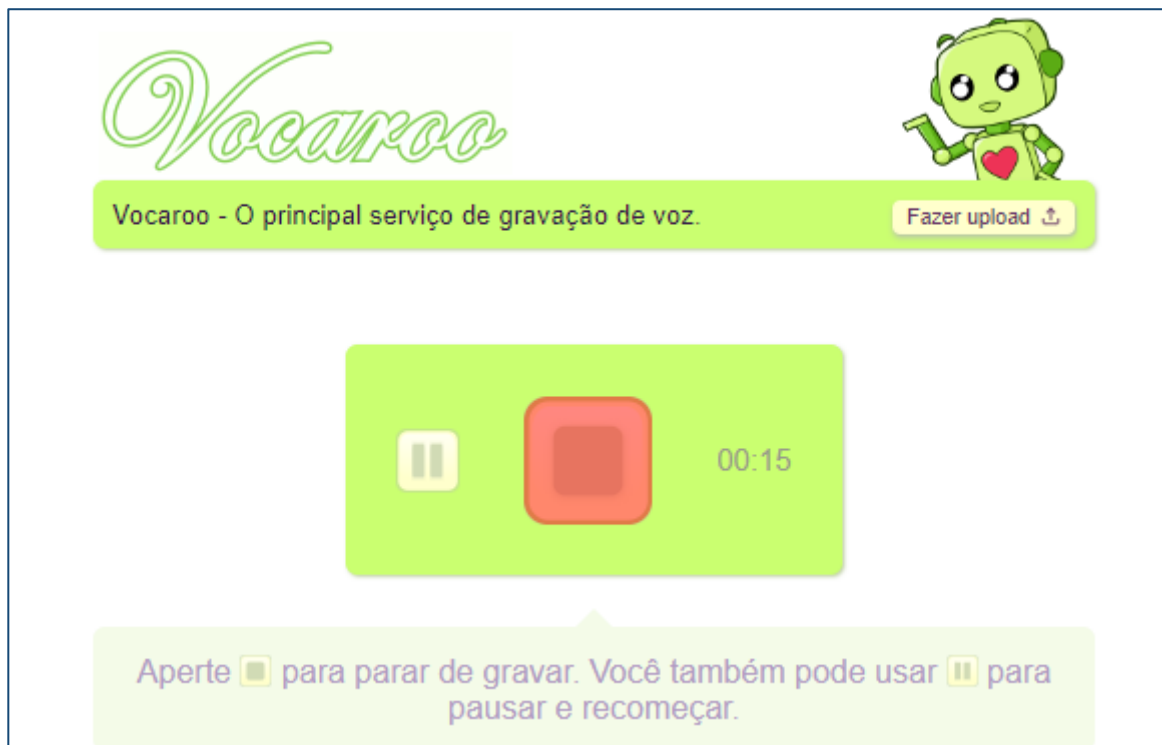 Vocaroo
Vocaroo - O principal serviço de gravação de voz.
Fazer upload
00:15
Aperte para parar de gravar. Você também pode usar para
pausar e recomeçar.